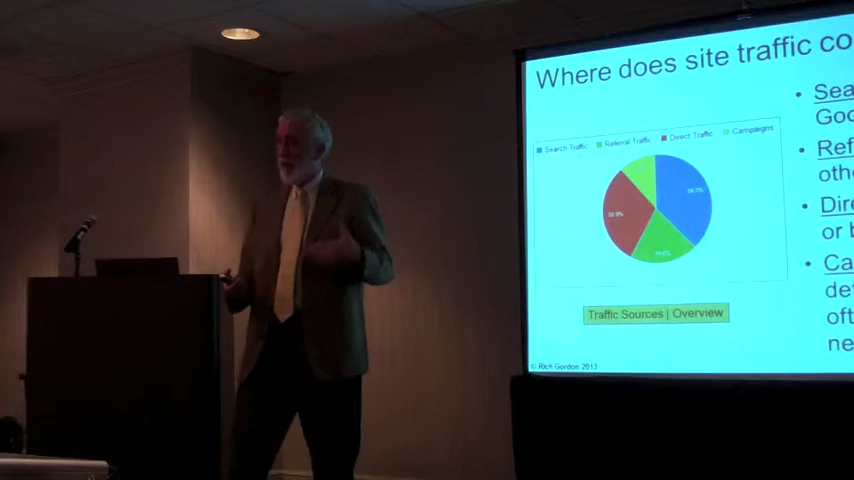 Where does site traffic co
Search Traffic Referral Traffic Direct Traffic Campaigns
Traffic Sources | Overview
• Sea
Goo
• Ref
othe
• Dire
or b
• Ca
det
oft
ne
© Rich Gordon 2013